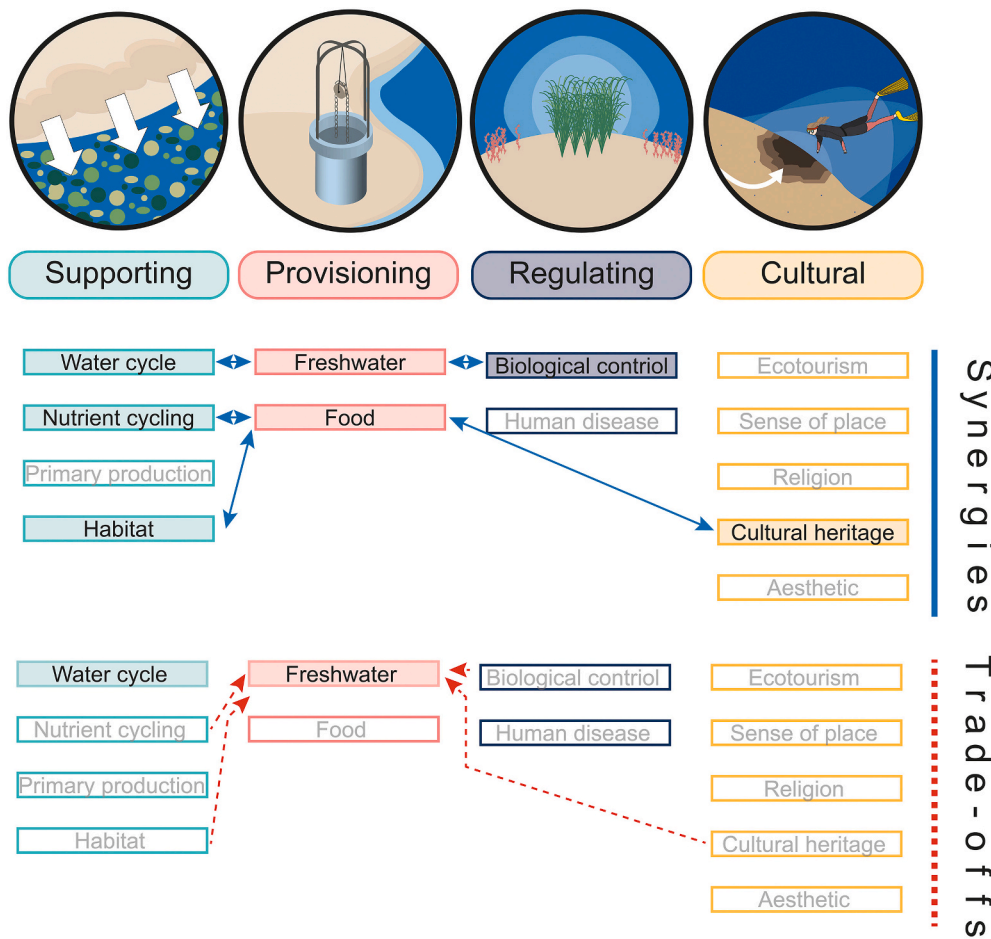 Supporting
Provisioning
Regulating
Cultural
Water cycle
Freshwater
Biological contriol
Ecotourism
Nutrient cycling
Food
Human disease
Sense of place
Primary production
Religion
Habitat
Cultural heritage
Aesthetic
Synergies
Water cycle
Freshwater
Biological contriol
Ecotourism
Nutrient cycling
Food
Human disease
Sense of place
Primary production
Religion
Habitat
Cultural heritage
Aesthetic
Trade-offs